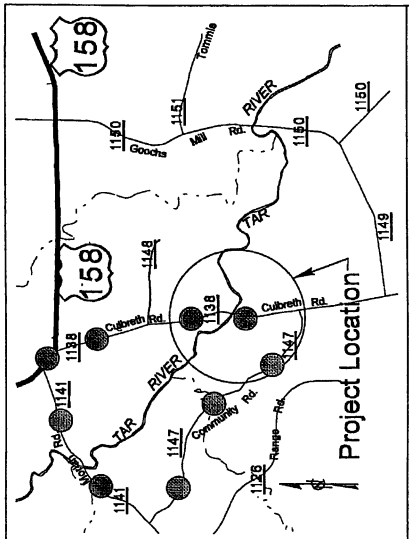 158
158
1150
Goochs Mill Rd.
1151
Tommie
RIVER
1150
1150
1149
1148
TAR
1138
Culbreth Rd.
1138
Culbreth Rd.
1141
Rd.
TAR
RIVER
1141
1147
Community Rd.
1147
Range Rd.
1126
Project Location